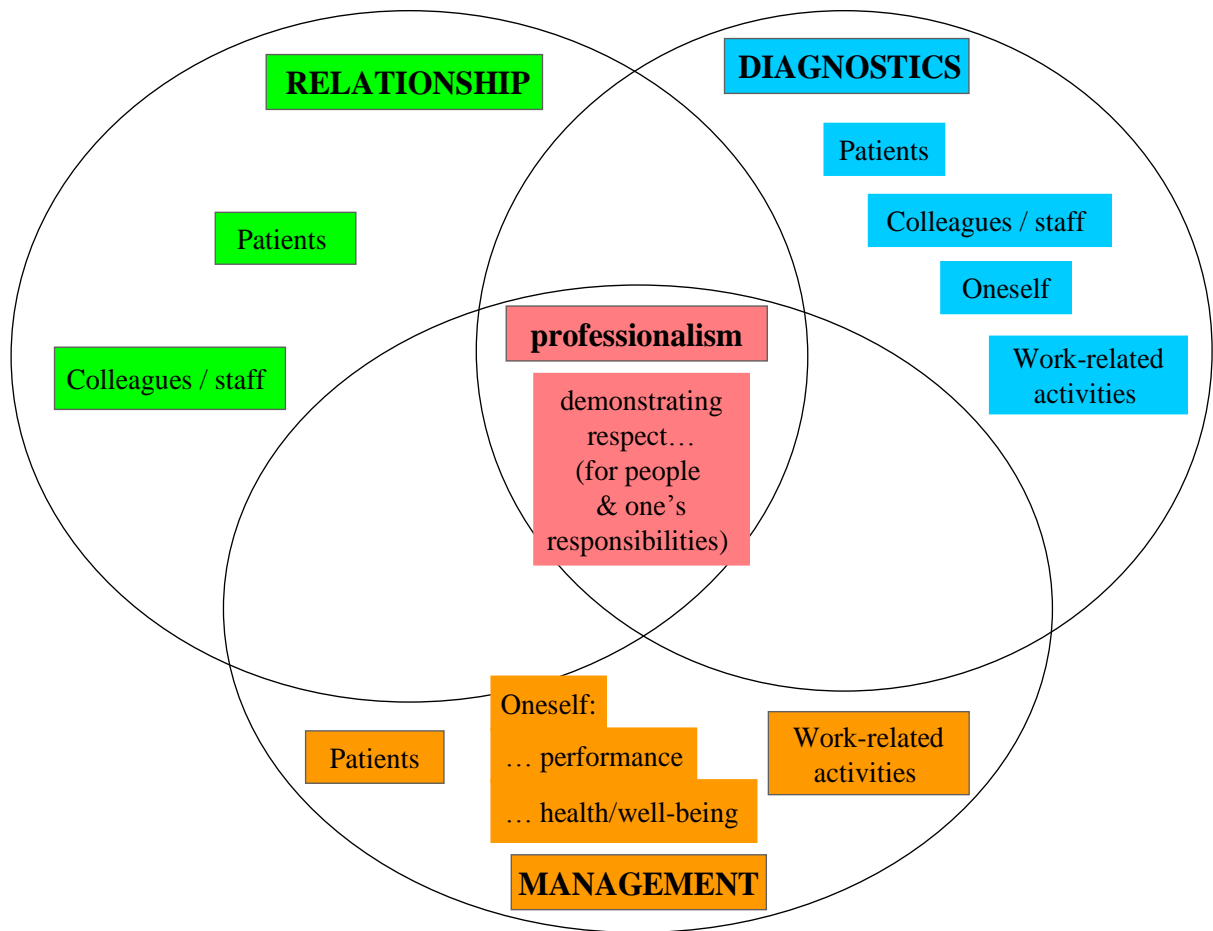 RELATIONSHIP
Patients
Colleagues / staff
DIAGNOSTICS
Patients
Colleagues / staff
Oneself
Work-related
activities
professionalism
demonstrating
respect…
(for people
& one’s
responsibilities)
Patients
Oneself:
… performance
… health/well-being
Work-related
activities
MANAGEMENT